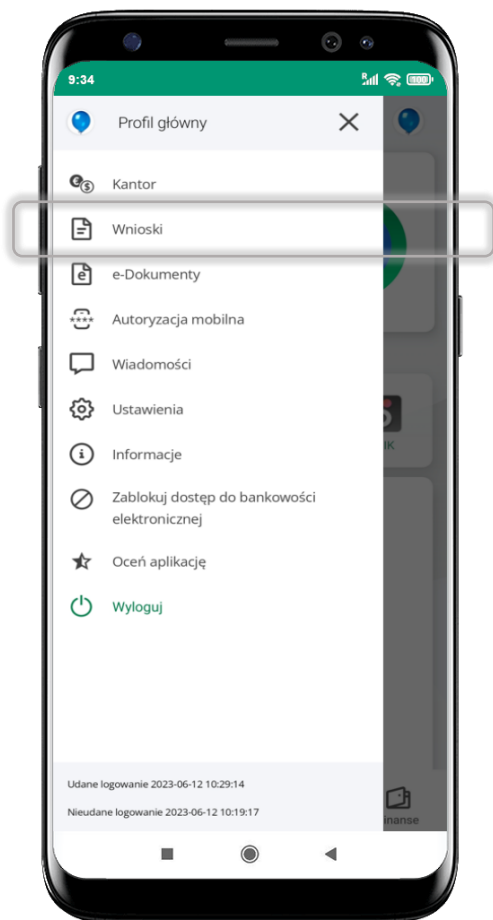 9:34
Profil główny
Kantor
Wnioski
e-Dokumenty
Autoryzacja mobilna
Wiadomości
Ustawienia
Informacje
Zablokuj dostęp do bankowości
elektronicznej
Oceń aplikację
Wyloguj
Udane logowanie 2023-06-12 10:29:14
Nieudane logowanie 2023-06-12 10:19:17
inanse